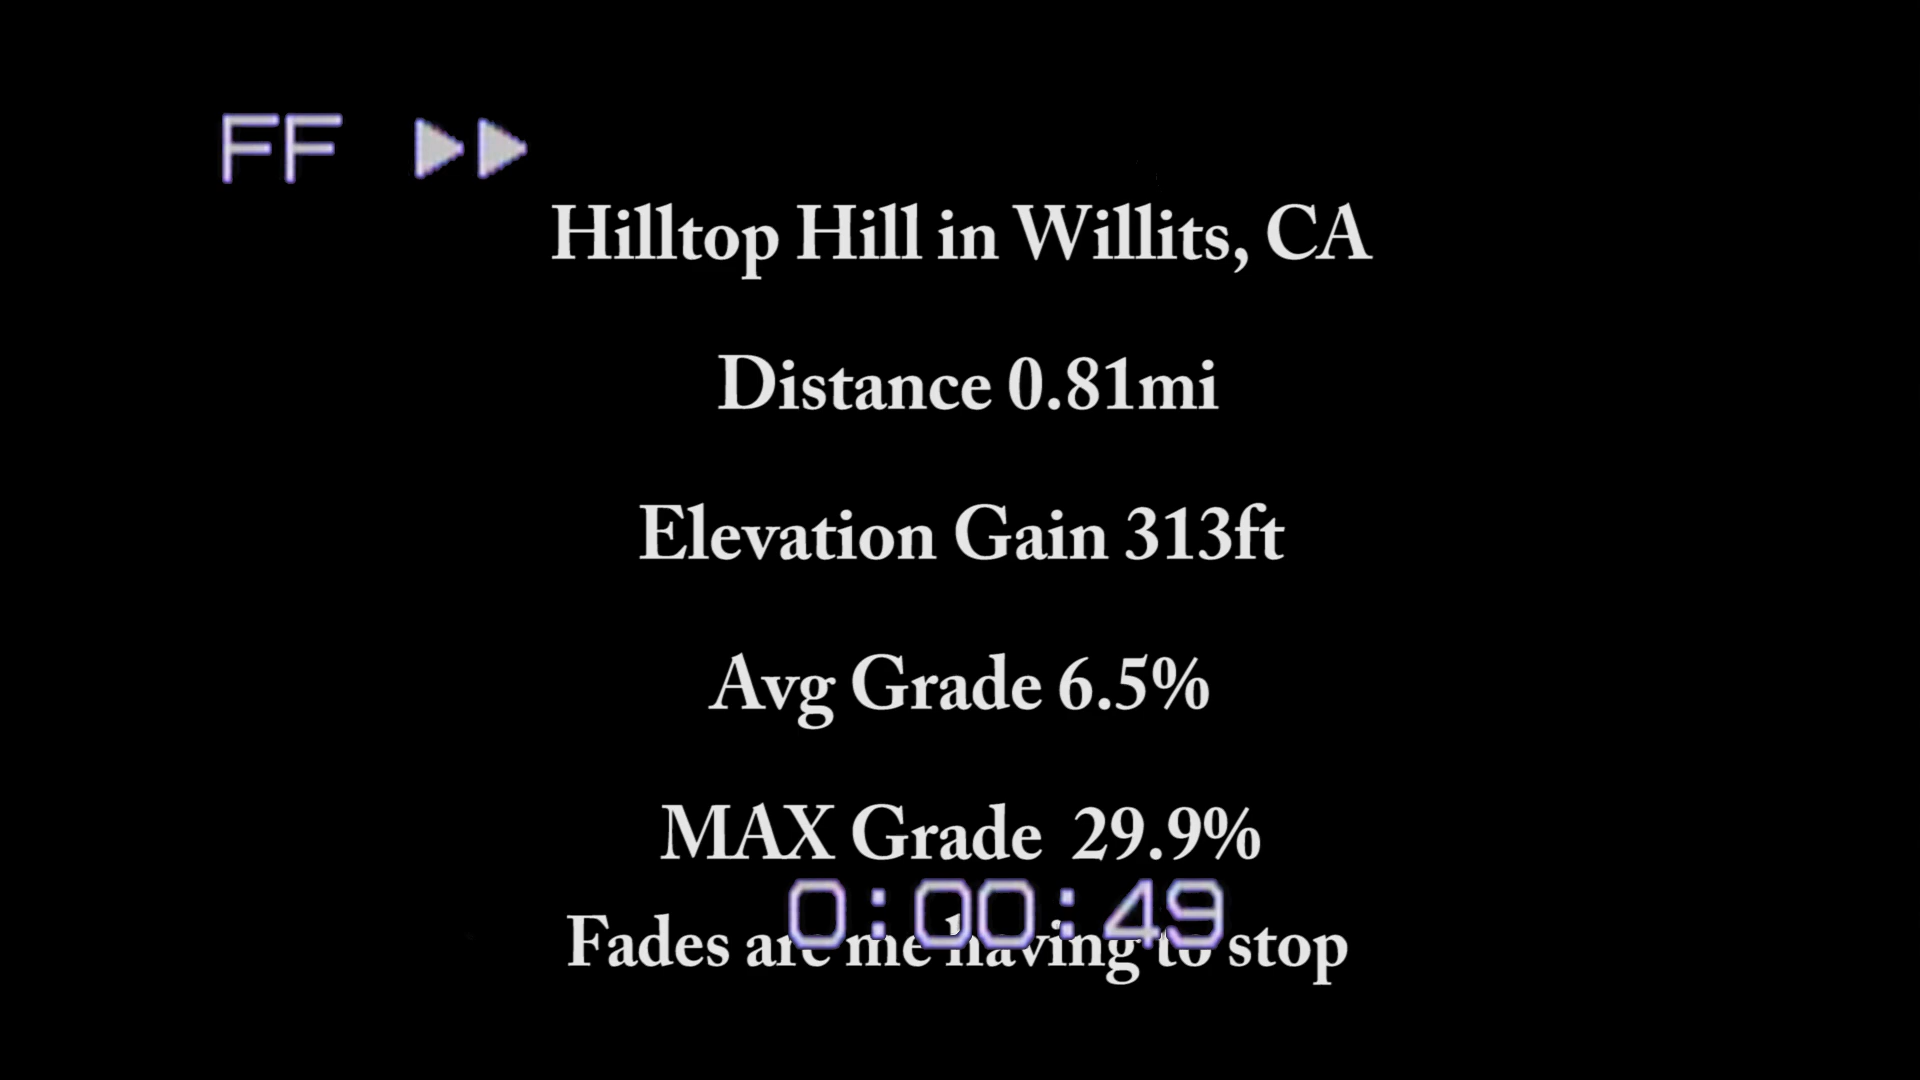 FF ▶▶
Hilltop Hill in Willits, CA
Distance 0.81mi
Elevation Gain 313ft
Avg Grade 6.5%
MAX Grade 29.9%
0:00:49
Fades are me having to stop